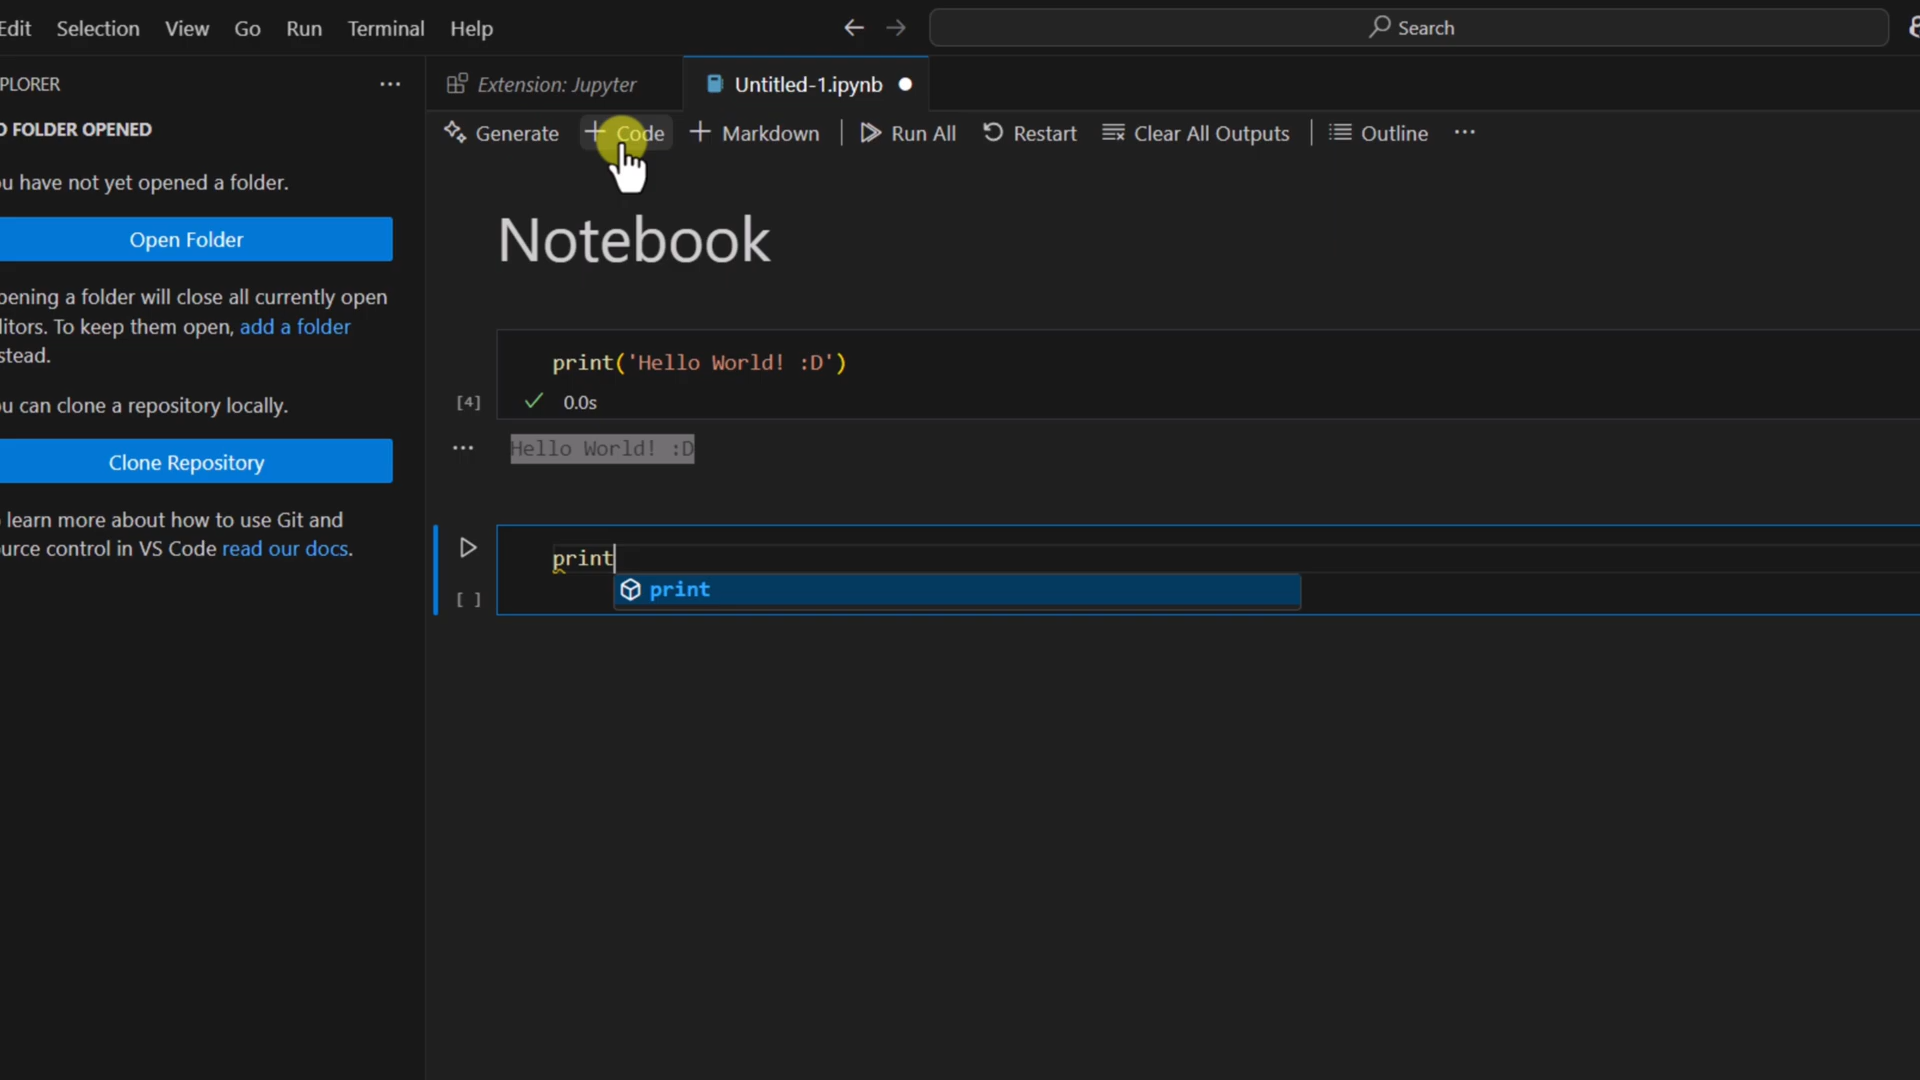 Edit Selection View Go Run Terminal Help
Search
PLORER
Extension: Jupyter
Untitled-1.ipynb
O FOLDER OPENED
Generate Code Markdown Run All Restart Clear All Outputs Outline
u have not yet opened a folder.
Open Folder
pening a folder will close all currently open
litors. To keep them open, add a folder
stead.
u can clone a repository locally.
Clone Repository
learn more about how to use Git and
urce control in VS Code read our docs.
Notebook
print('Hello World! :D')
[4] 0.0s
Hello World! :D
print
print
[ ]